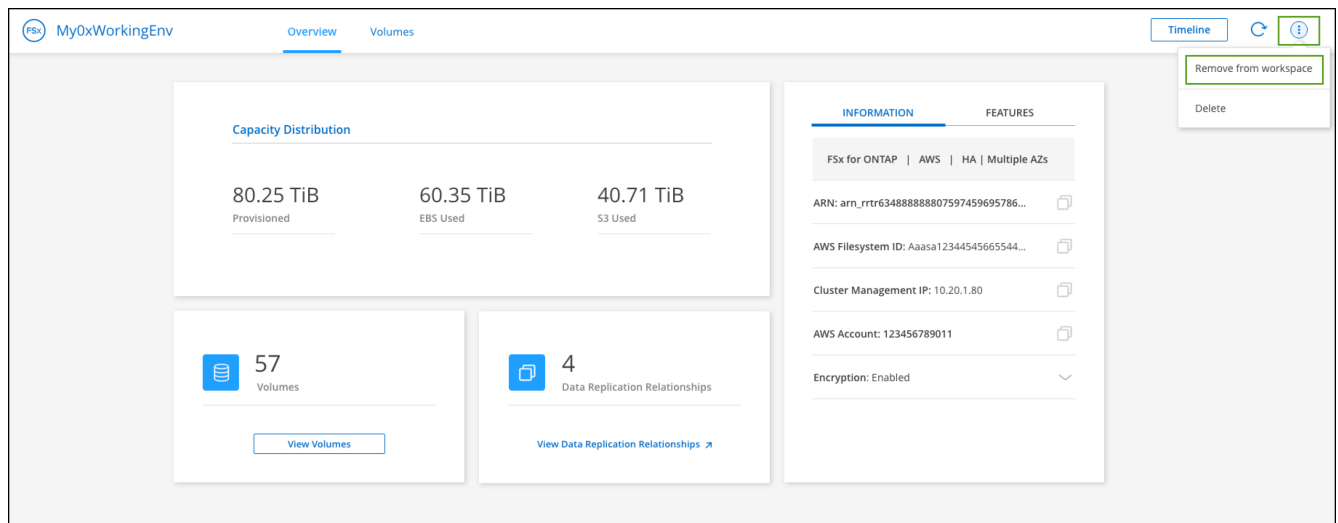 FSx My0xWorkingEnv Overview Volumes Timeline
Remove from workspace
Delete
Capacity Distribution
80.25 TiB 60.35 TiB 40.71 TiB
Provisioned EBS Used S3 Used
57
Volumes
View Volumes
4
Data Replication Relationships
View Data Replication Relationships
INFORMATION FEATURES
FSx for ONTAP | AWS | HA | Multiple AZs
ARN: arn_rrtr634888888807597459695786...
AWS Filesystem ID: Aaasa12344545665544...
Cluster Management IP: 10.20.1.80
AWS Account: 123456789011
Encryption: Enabled